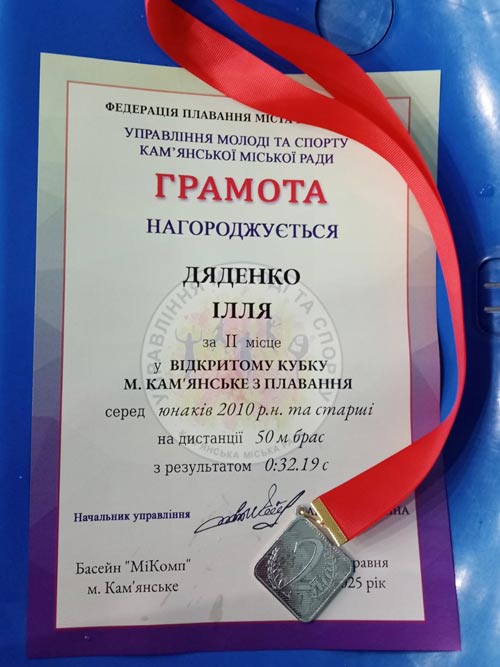 ФЕДЕРАЦІЯ ПЛАВАННЯ МІСТА
УПРАВЛІННЯ МОЛОДІ ТА СПОРТУ
КАМ'ЯНСЬКОЇ МІСЬКОЇ РАДИ
ГРАМОТА
НАГОРОДЖУЄТЬСЯ
ДЯДЕНКО
ІЛЛЯ
за II місце
у ВІДКРИТОМУ КУБКУ
М. КАМ'ЯНСЬКЕ З ПЛАВАННЯ
серед юнаків 2010 р.н. та старші
на дистанції 50 м брас
з результатом 0:32.19 с
Начальник управління
Басейн "МіКомп"
м. Кам'янське
рік
2